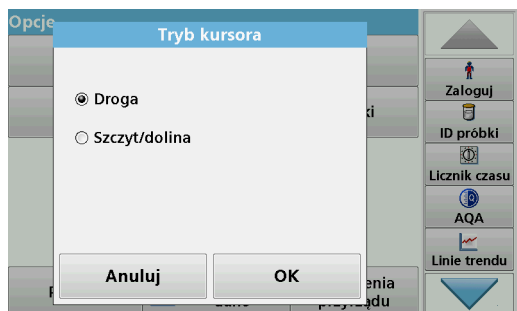 Opcje
Tryb kursora
Droga
Szczyt/dolina
Anuluj
OK
Zaloguj
ID próbki
Licznik czasu
AQA
Linie trendu